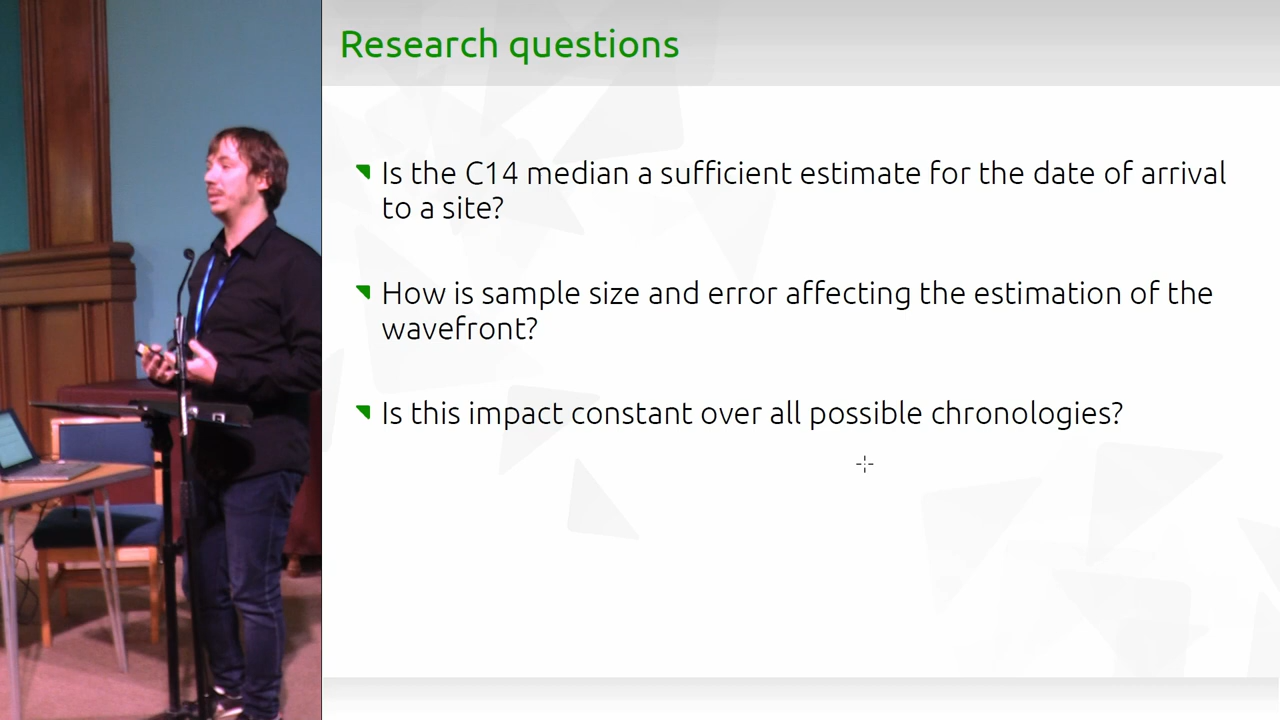 Research questions
Is the C14 median a sufficient estimate for the date of arrival
to a site?
How is sample size and error affecting the estimation of the
wavefront?
Is this impact constant over all possible chronologies?